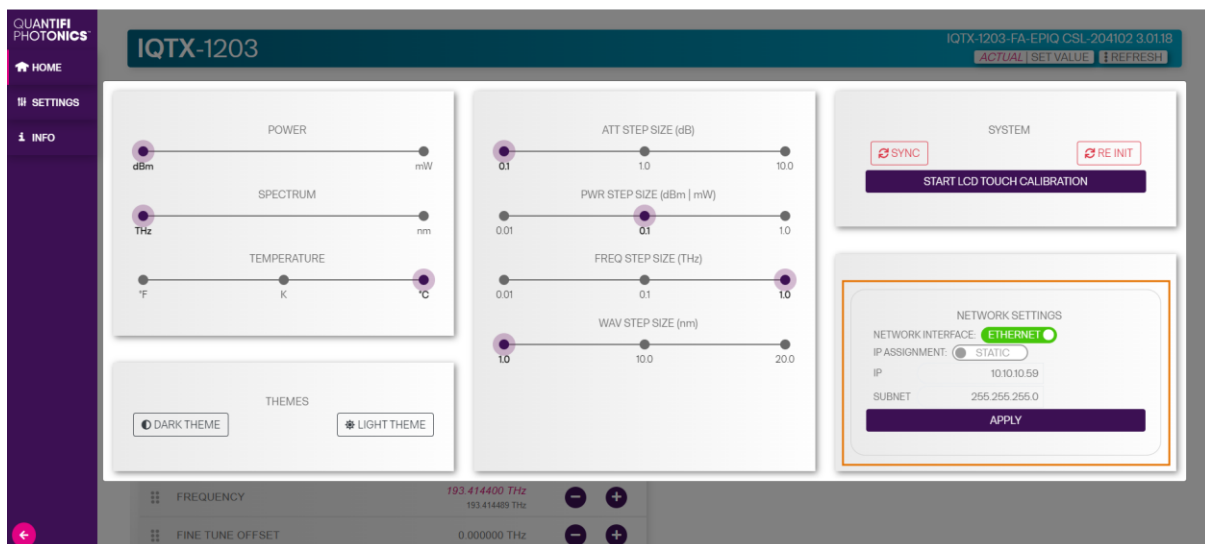 QUANTIFI
PHOTONICS
HOME
SETTINGS
INFO
IQTX-1203
IQTX-1203-FA-EPIQ CSL-204102 3.01.18
ACTUAL | SET VALUE REFRESH
POWER
dBm mW
SPECTRUM
THz nm
TEMPERATURE
°F K °C
THEMES
DARK THEME LIGHT THEME
ATT STEP SIZE (dB)
0.1 1.0 10.0
PWR STEP SIZE (dBm | mW)
0.01 0.1 1.0
FREQ STEP SIZE (THz)
0.01 0.1 1.0
WAV STEP SIZE (nm)
1.0 10.0 20.0
SYSTEM
SYNC RE INIT
START LCD TOUCH CALIBRATION
NETWORK SETTINGS
NETWORK INTERFACE: ETHERNET
IP ASSIGNMENT: STATIC
IP 10.10.10.59
SUBNET 255.255.255.0
APPLY
FREQUENCY 193.414400 THz
193.414489 THz
FINE TUNE OFFSET 0.000000 THz